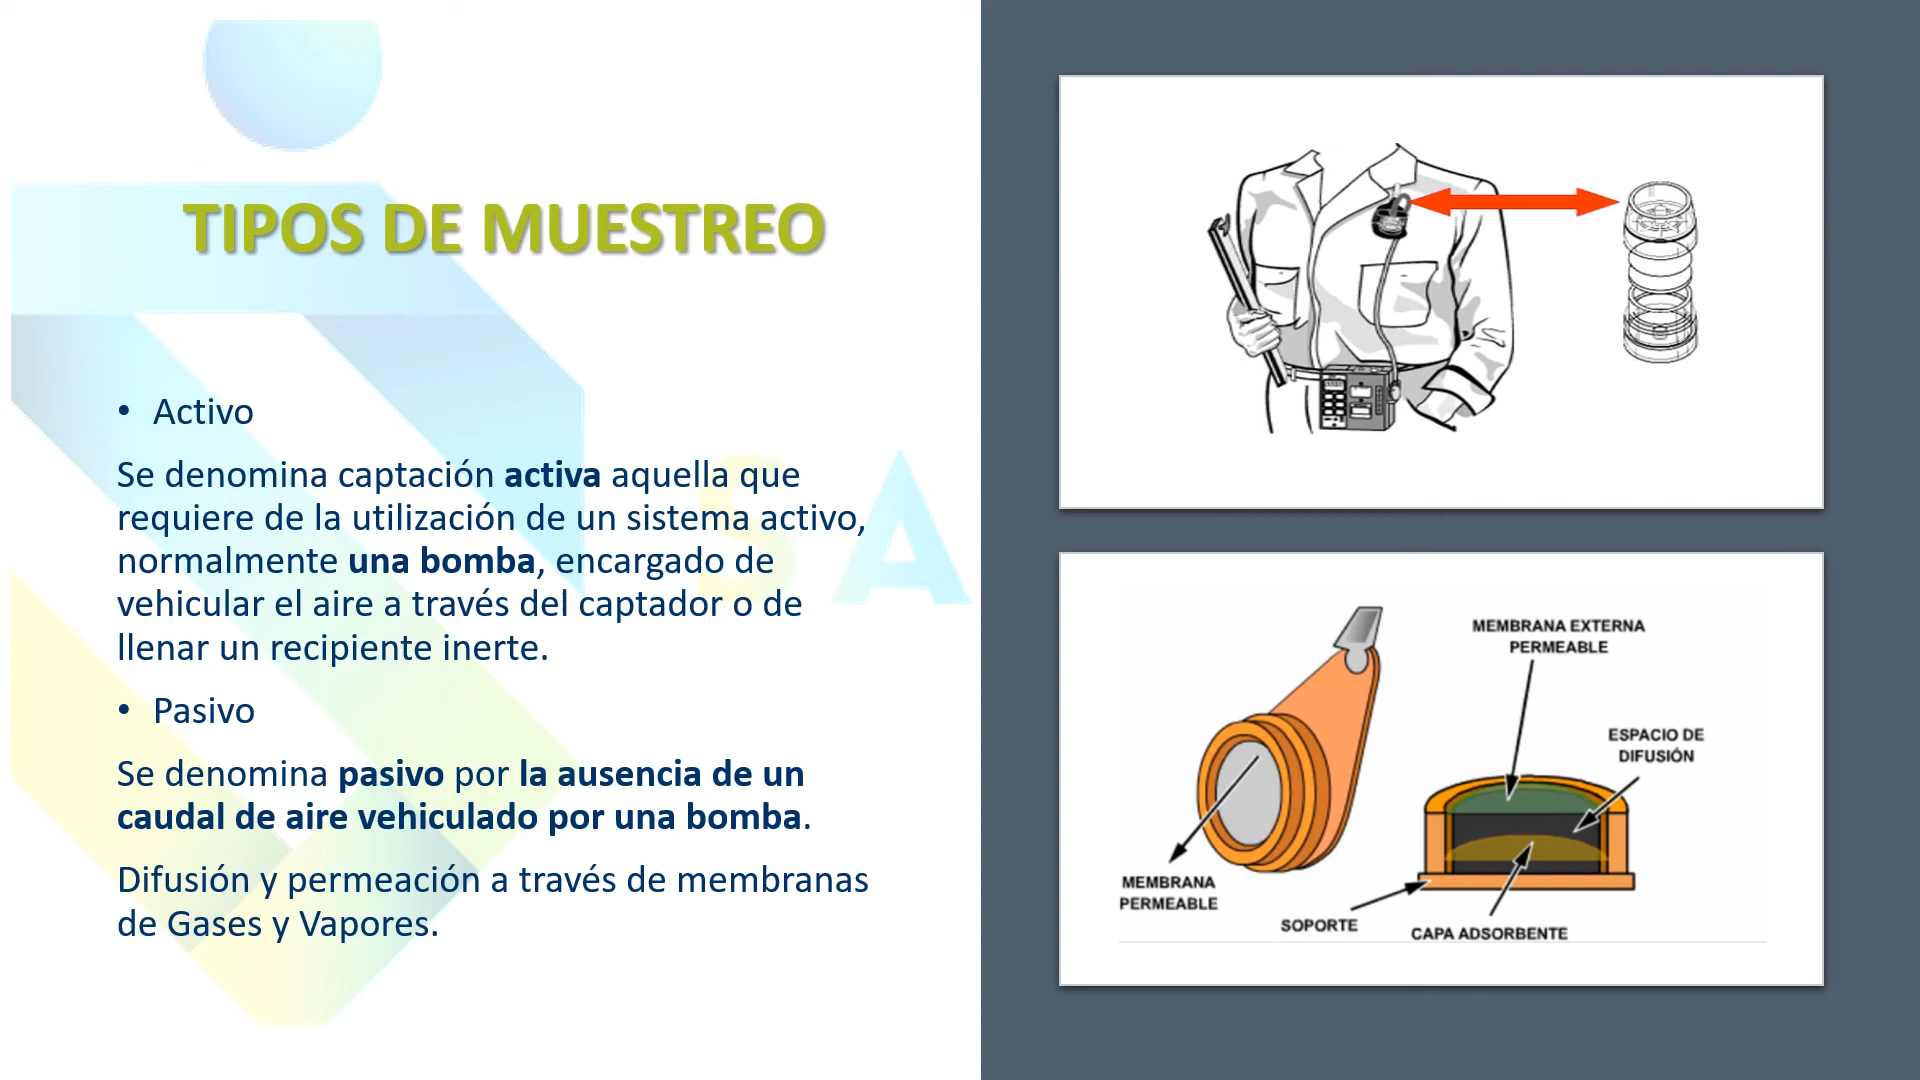 TIPOS DE MUESTREO
• Activo
Se denomina captación activa aquella que
requiere de la utilización de un sistema activo,
normalmente una bomba, encargado de
vehicular el aire a través del captador o de
llenar un recipiente inerte.
• Pasivo
Se denomina pasivo por la ausencia de un
caudal de aire vehiculado por una bomba.
Difusión y permeación a través de membranas
de Gases y Vapores.
SA
MEMBRANA EXTERNA
PERMEABLE
ESPACIO DE
DIFUSIÓN
MEMBRANA
PERMEABLE
SOPORTE
CAPA ADSORBENTE